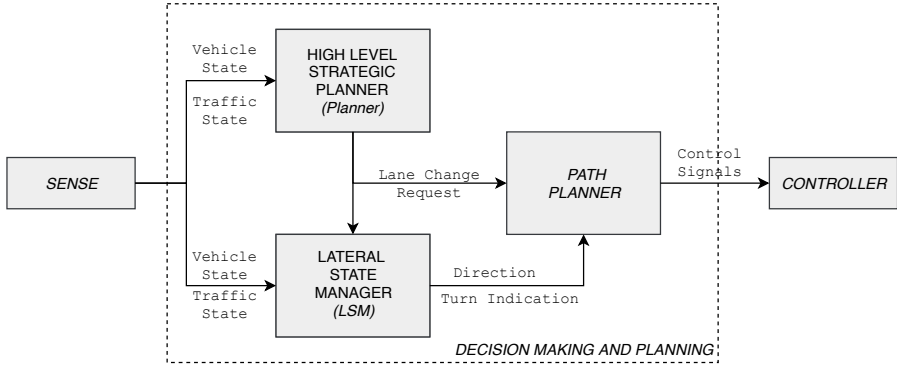 Vehicle
State
Traffic
State
HIGH LEVEL
STRATEGIC
PLANNER
(Planner)
SENSE
Lane Change
Request
PATH
PLANNER
Control
Signals
CONTROLLER
Vehicle
State
Traffic
State
LATERAL
STATE
MANAGER
(LSM)
Direction
Turn Indication
DECISION MAKING AND PLANNING